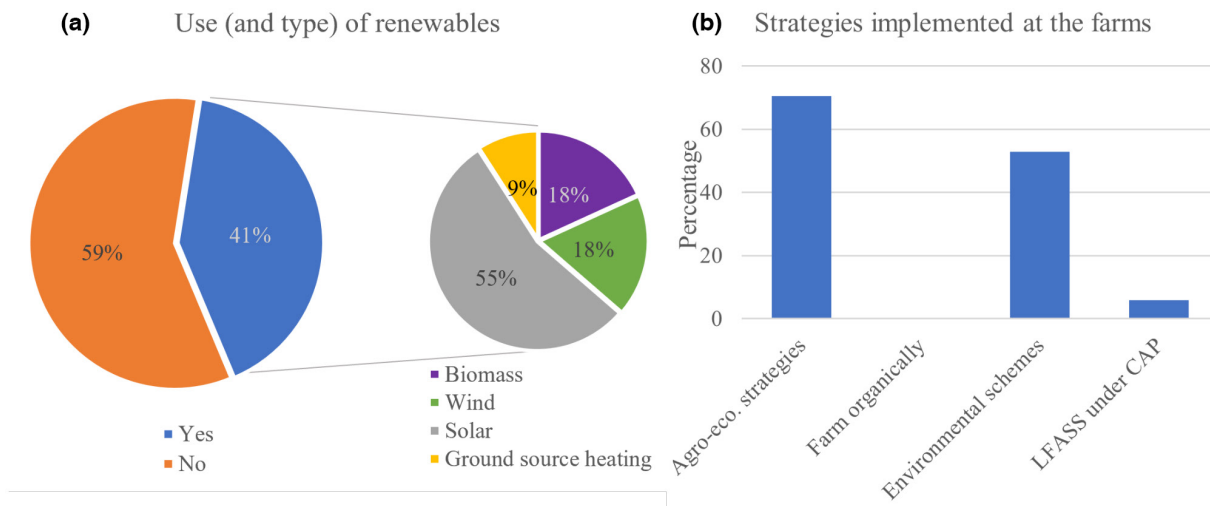 (a) Use (and type) of renewables
59%
41%
9%
18%
18%
55%
Yes
No
Biomass
Wind
Solar
Ground source heating
(b) Strategies implemented at the farms
Percentage
80
60
40
20
0
Agro-eco. strategies
Farm organically
Environmental schemes
LFASS under CAP